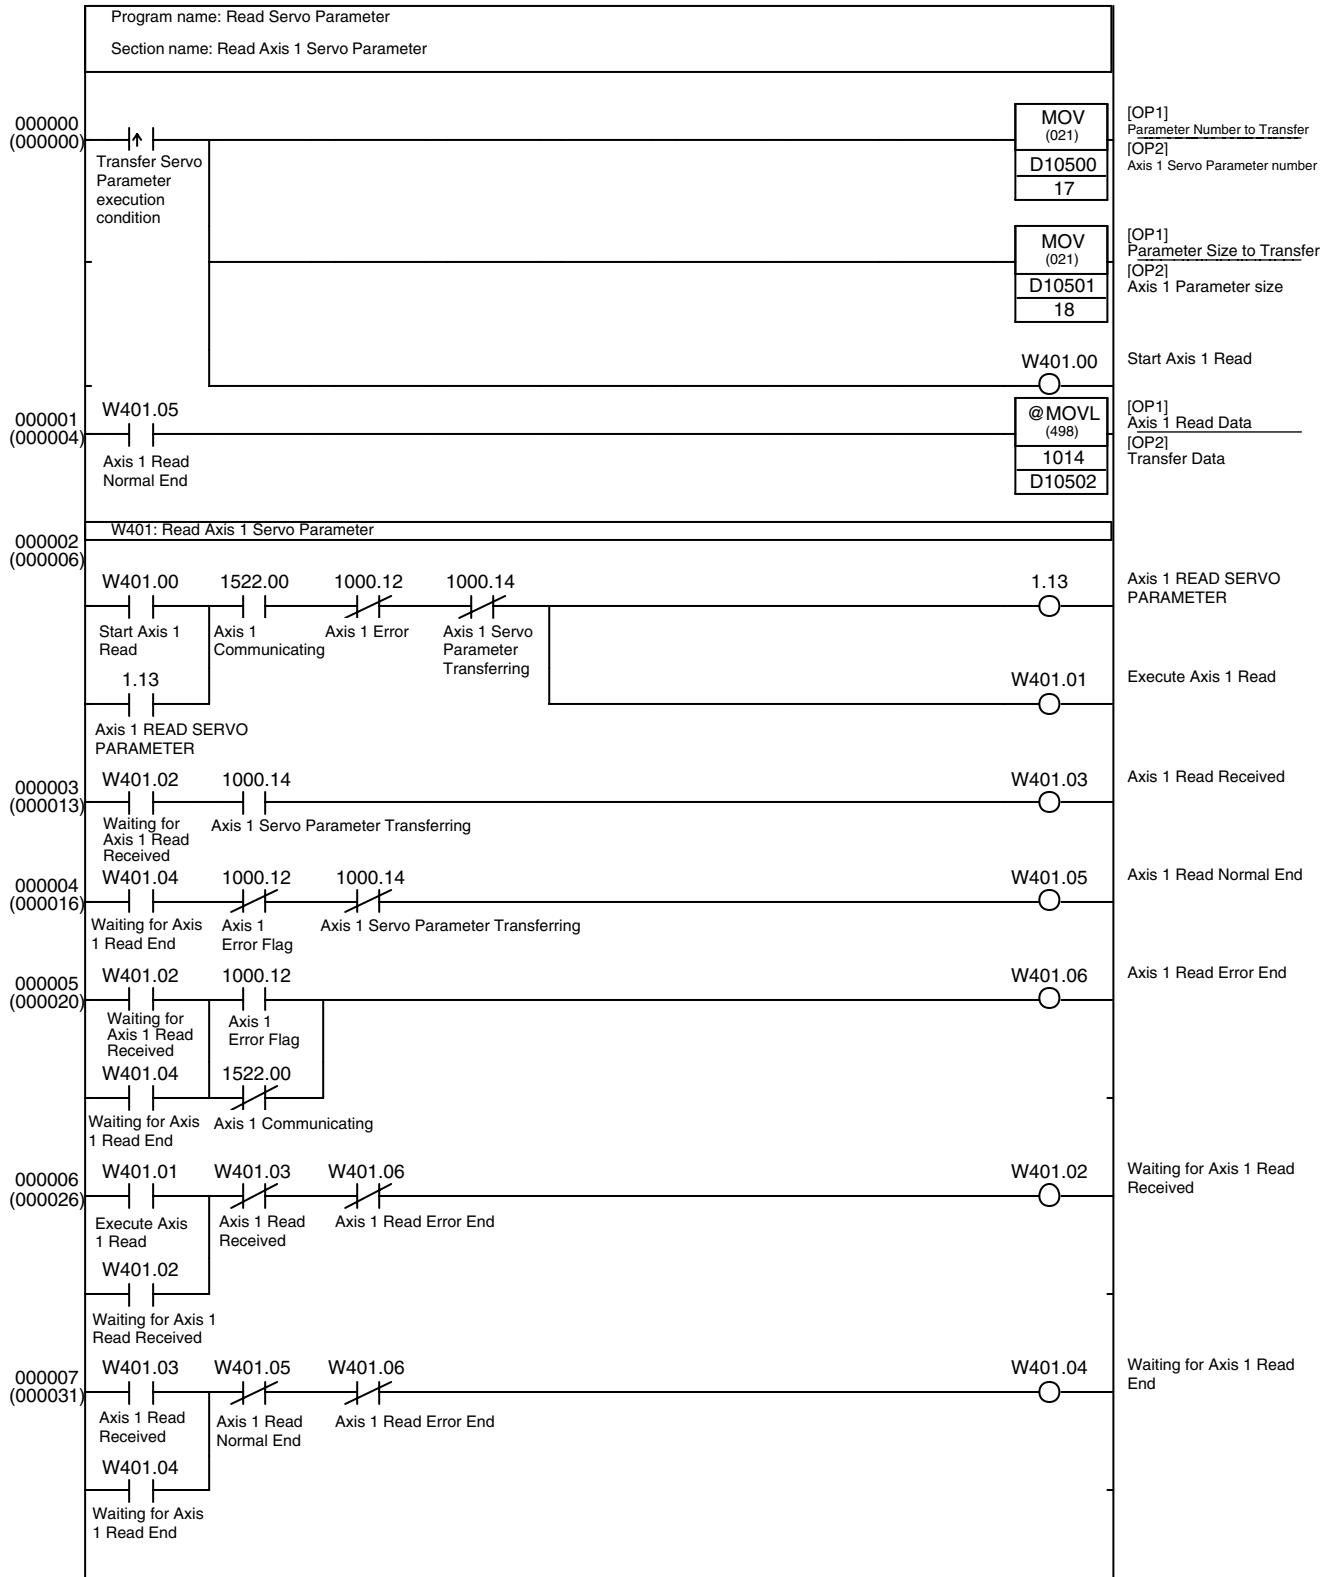 Program name: Read Servo Parameter
Section name: Read Axis 1 Servo Parameter
000000
(000000)
Transfer Servo
Parameter
execution
condition
MOV
(021)
D10500
17
[OP1]
Parameter Number to Transfer
[OP2]
Axis 1 Servo Parameter number
MOV
(021)
D10501
18
[OP1]
Parameter Size to Transfer
[OP2]
Axis 1 Parameter size
W401.00
Start Axis 1 Read
000001
(000004)
W401.05
Axis 1 Read
Normal End
@MOVL
(498)
1014
D10502
[OP1]
Axis 1 Read Data
[OP2]
Transfer Data
W401: Read Axis 1 Servo Parameter
000002
(000006)
W401.00 1522.00 1000.12 1000.14 1.13
Start Axis 1
Read
Axis 1
Communicating
Axis 1 Error
Axis 1 Servo
Parameter
Transferring
Axis 1 READ SERVO
PARAMETER
1.13
Axis 1 READ SERVO
PARAMETER
W401.01
Execute Axis 1 Read
000003
(000013)
W401.02 1000.14 W401.03
Waiting for
Axis 1 Read
Received
Axis 1 Servo Parameter Transferring
Axis 1 Read Received
000004
(000016)
W401.04 1000.12 1000.14 W401.05
Waiting for Axis
1 Read End
Axis 1
Error Flag
Axis 1 Servo Parameter Transferring
Axis 1 Read Normal End
000005
(000020)
W401.02 1000.12 W401.06
Waiting for
Axis 1 Read
Received
Axis 1
Error Flag
Axis 1 Read Error End
W401.04 1522.00
Waiting for Axis
1 Read End
Axis 1 Communicating
000006
(000026)
W401.01 W401.03 W401.06 W401.02
Execute Axis
1 Read
Axis 1 Read
Received
Axis 1 Read Error End
Waiting for Axis 1 Read
Received
W401.02
Waiting for Axis 1
Read Received
000007
(000031)
W401.03 W401.05 W401.06 W401.04
Axis 1 Read
Received
Axis 1 Read
Normal End
Axis 1 Read Error End
Waiting for Axis 1 Read
End
W401.04
Waiting for Axis
1 Read End